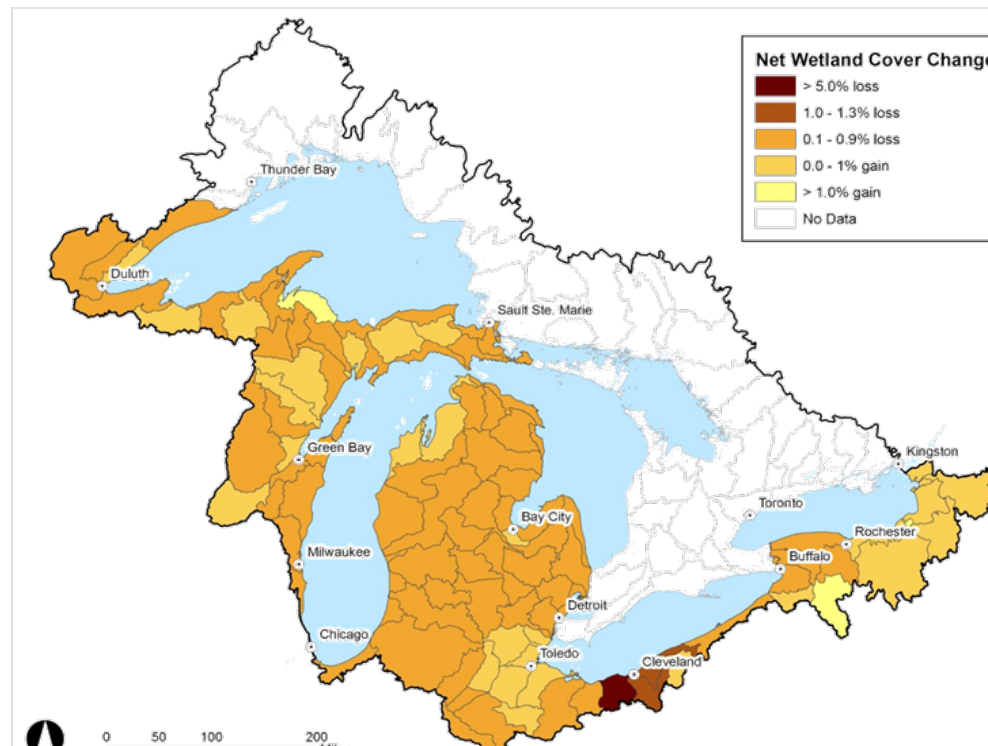 Net Wetland Cover Change
> 5.0% loss
1.0 - 1.3% loss
0.1 - 0.9% loss
0.0 - 1% gain
> 1.0% gain
No Data
Thunder Bay
Duluth
Sault Ste. Marie
Green Bay
Kingston
Toronto
Bay City
Rochester
Milwaukee
Buffalo
Detroit
Chicago
Toledo
Cleveland
0 50 100 200